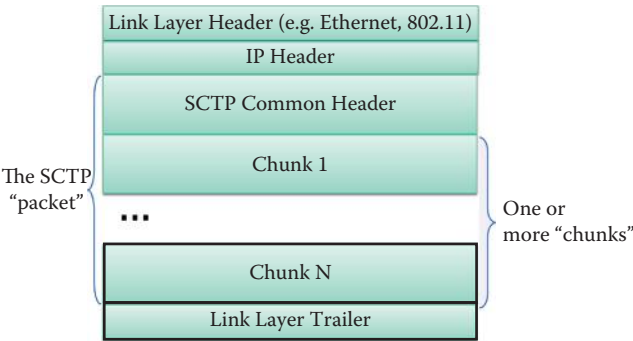 Link Layer Header (e.g. Ethernet, 802.11)
IP Header
SCTP Common Header
Chunk 1
The SCTP
“packet”
...
One or
more “chunks”
Chunk N
Link Layer Trailer